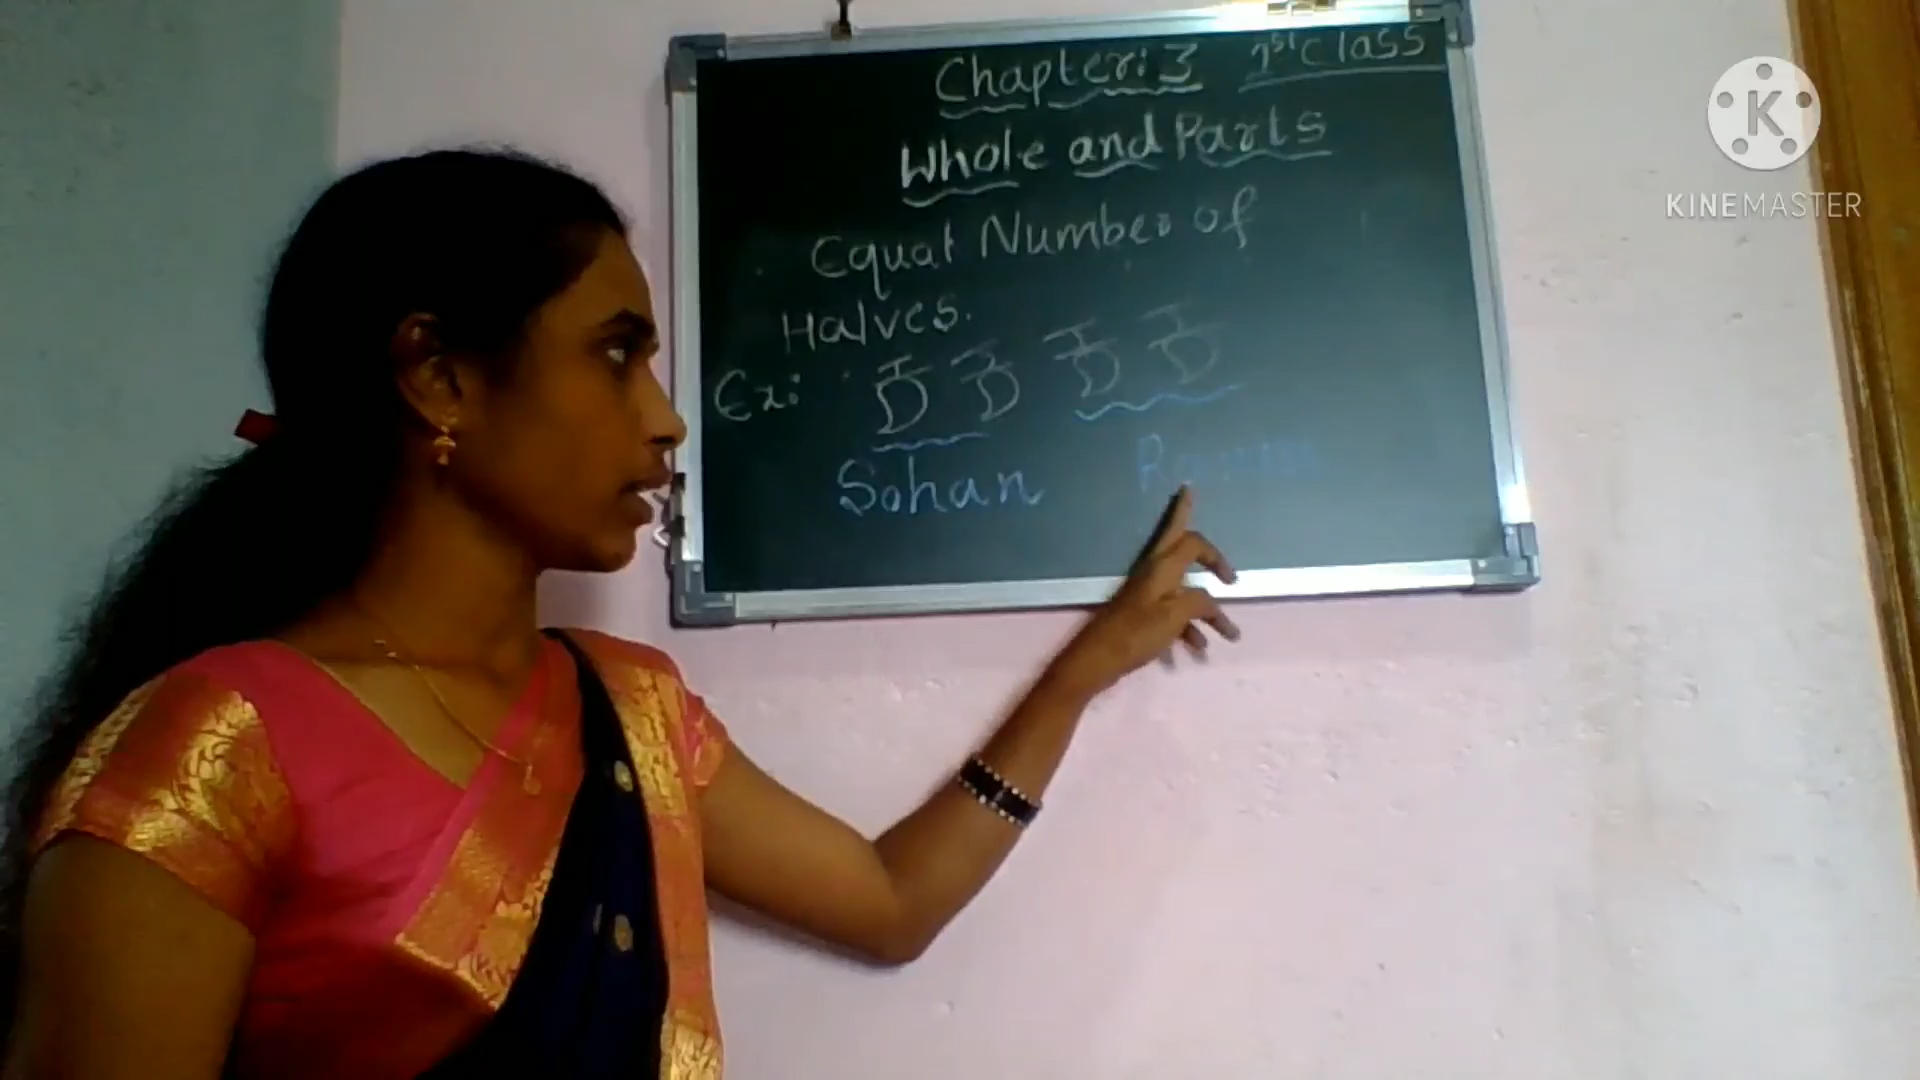 Chapter: 3 1st Class
Whole and Parts
Equal Number of
Halves.
Ex:
Sohan
KINEMASTER